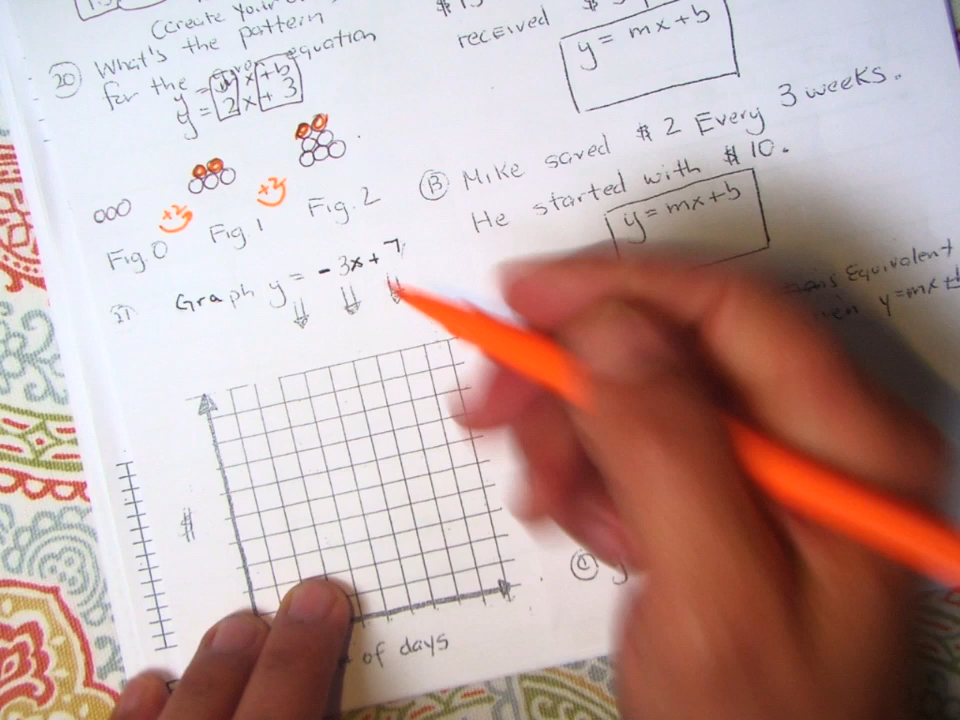 (create your
20 What's the pattern
for the equation
y = m x + b
y = 2 x + 3
+2
+2
Fig. 0 Fig. 1 Fig. 2
21 Graph y = -3x + 7
$
of days
received
y = mx + b
B Mike saved $2 Every 3 weeks.
He started with $10.
y = mx + b
Equivalent
y = mx +
C y